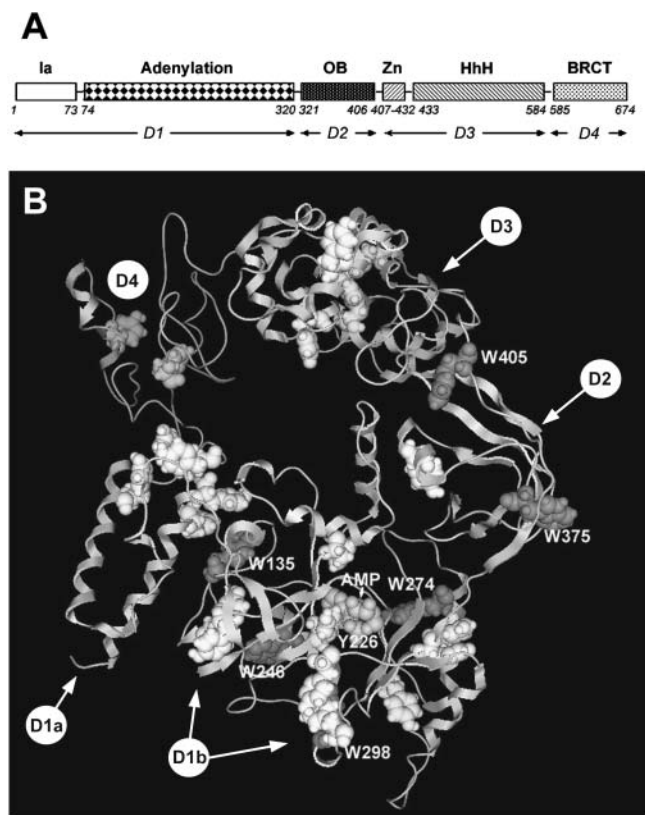 A
Ia Adenylation OB Zn HhH BRCT
1 73 74 320 321 406 407-432 433 584 585 674
D1 D2 D3 D4
B
D3
D4
W405
D2
W375
W135
AMP W274
Y226
W246
D1a
D1b
W298